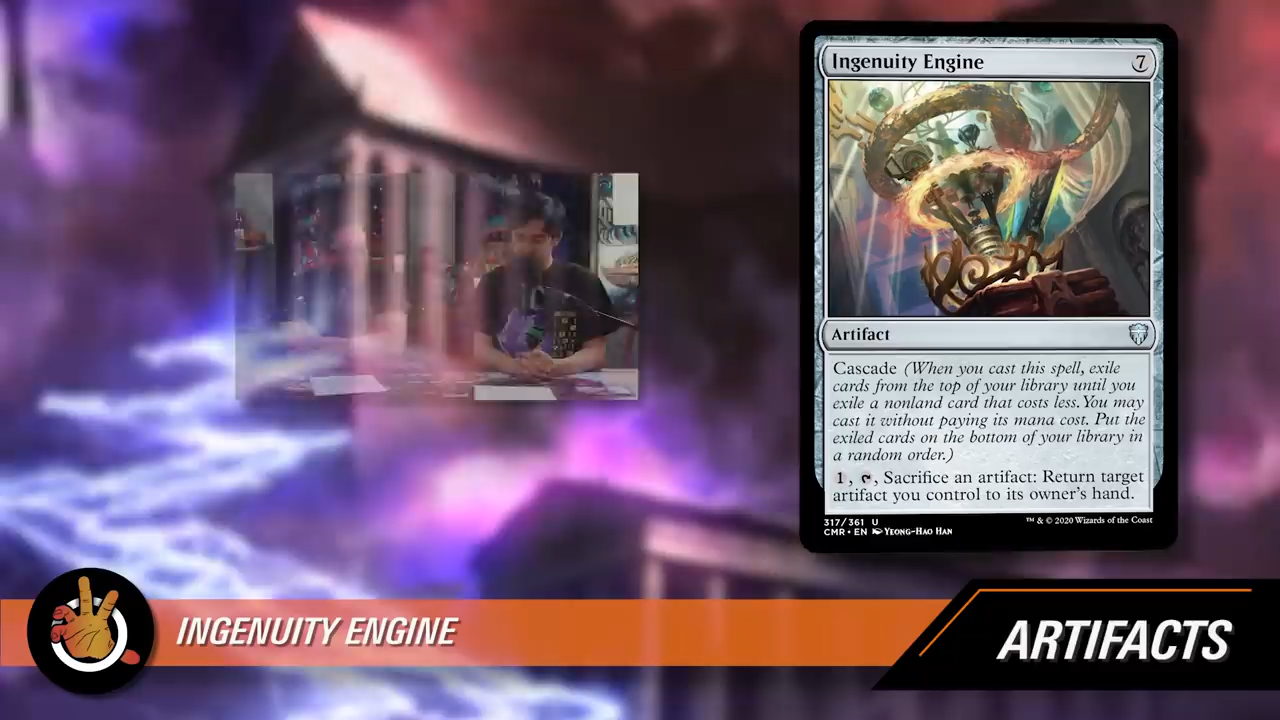 Ingenuity Engine 7
Artifact
Cascade (When you cast this spell, exile
cards from the top of your library until you
exile a nonland card that costs less. You may
cast it without paying its mana cost. Put the
exiled cards on the bottom of your library in
a random order.)
1, , Sacrifice an artifact: Return target
artifact you control to its owner's hand.
317/361 U
CMR • EN Yeong-Hao Han
™ & © 2020 Wizards of the Coast
INGENUITY ENGINE
ARTIFACTS